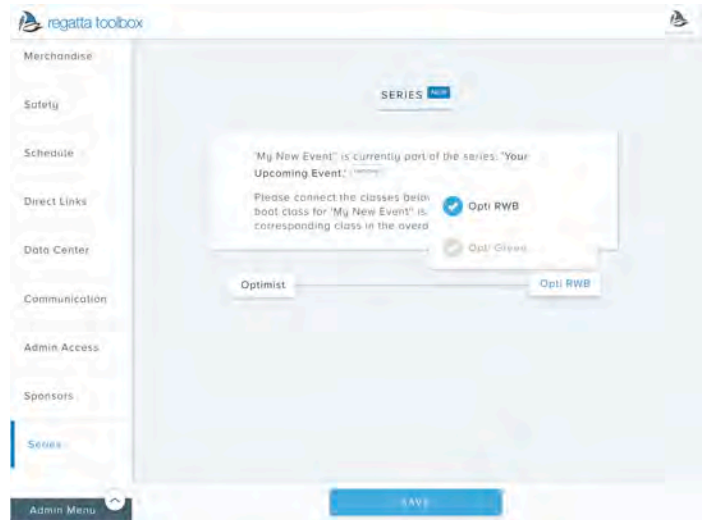 regatta toolbox
Merchandise
Safety
Schedule
Direct Links
Data Center
Communication
Admin Access
Sponsors
Series
Admin Menu
SERIES NEW
"My New Event" is currently part of the series: "Your
Upcoming Event."
Please connect the classes below
boat class for "My New Event" is
corresponding class in the overa
Opti RWB
Opti Green
Optimist
Opti RWB
SAVE